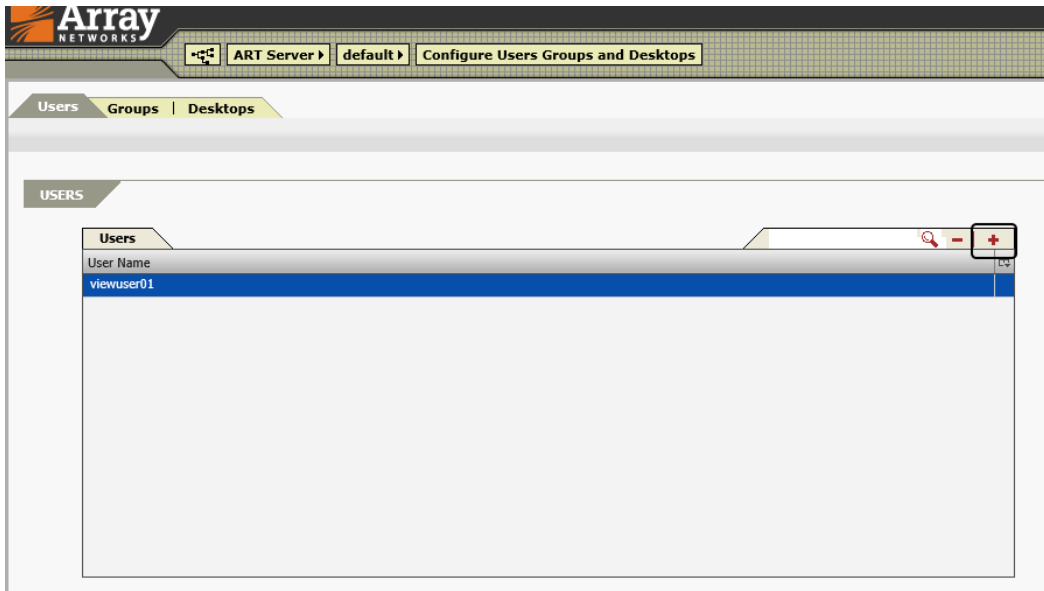 Array
NETWORKS
ART Server default Configure Users Groups and Desktops
Users Groups | Desktops
USERS
Users
User Name
viewuser01